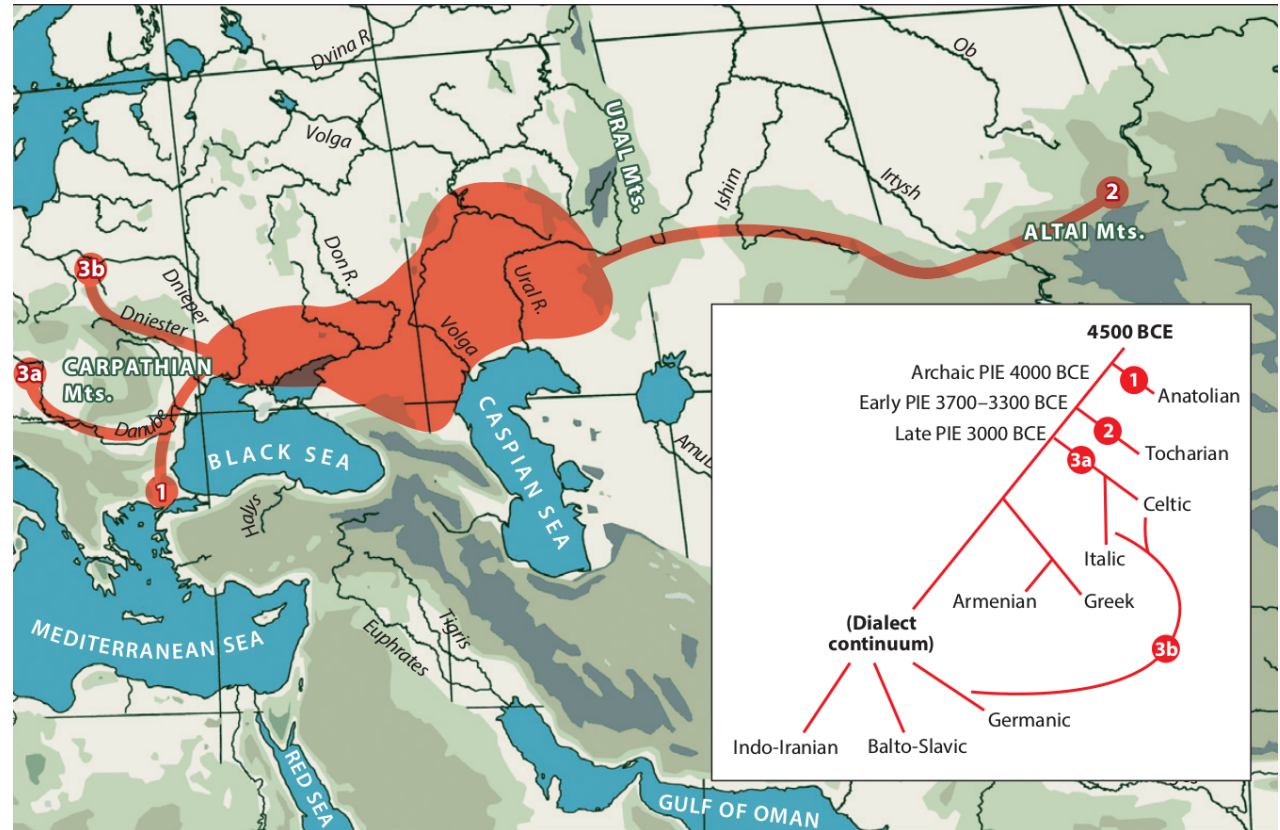 Dvina R.
Ob
Volga
URAL Mts.
Ishim
Irtysh
2
ALTAI Mts.
3b
Dnieper
Don R.
Ural R.
Dniester
Volga
3a
CARPATHIAN
Mts.
Danube
BLACK SEA
CASPIAN SEA
1
Halys
MEDITERRANEAN SEA
Tigris
Euphrates
RED SEA
GULF OF OMAN
4500 BCE
Archaic PIE 4000 BCE
1
Anatolian
Early PIE 3700–3300 BCE
2
Late PIE 3000 BCE
Tocharian
3a
Celtic
Italic
Armenian
Greek
(Dialect
continuum)
3b
Germanic
Indo-Iranian
Balto-Slavic